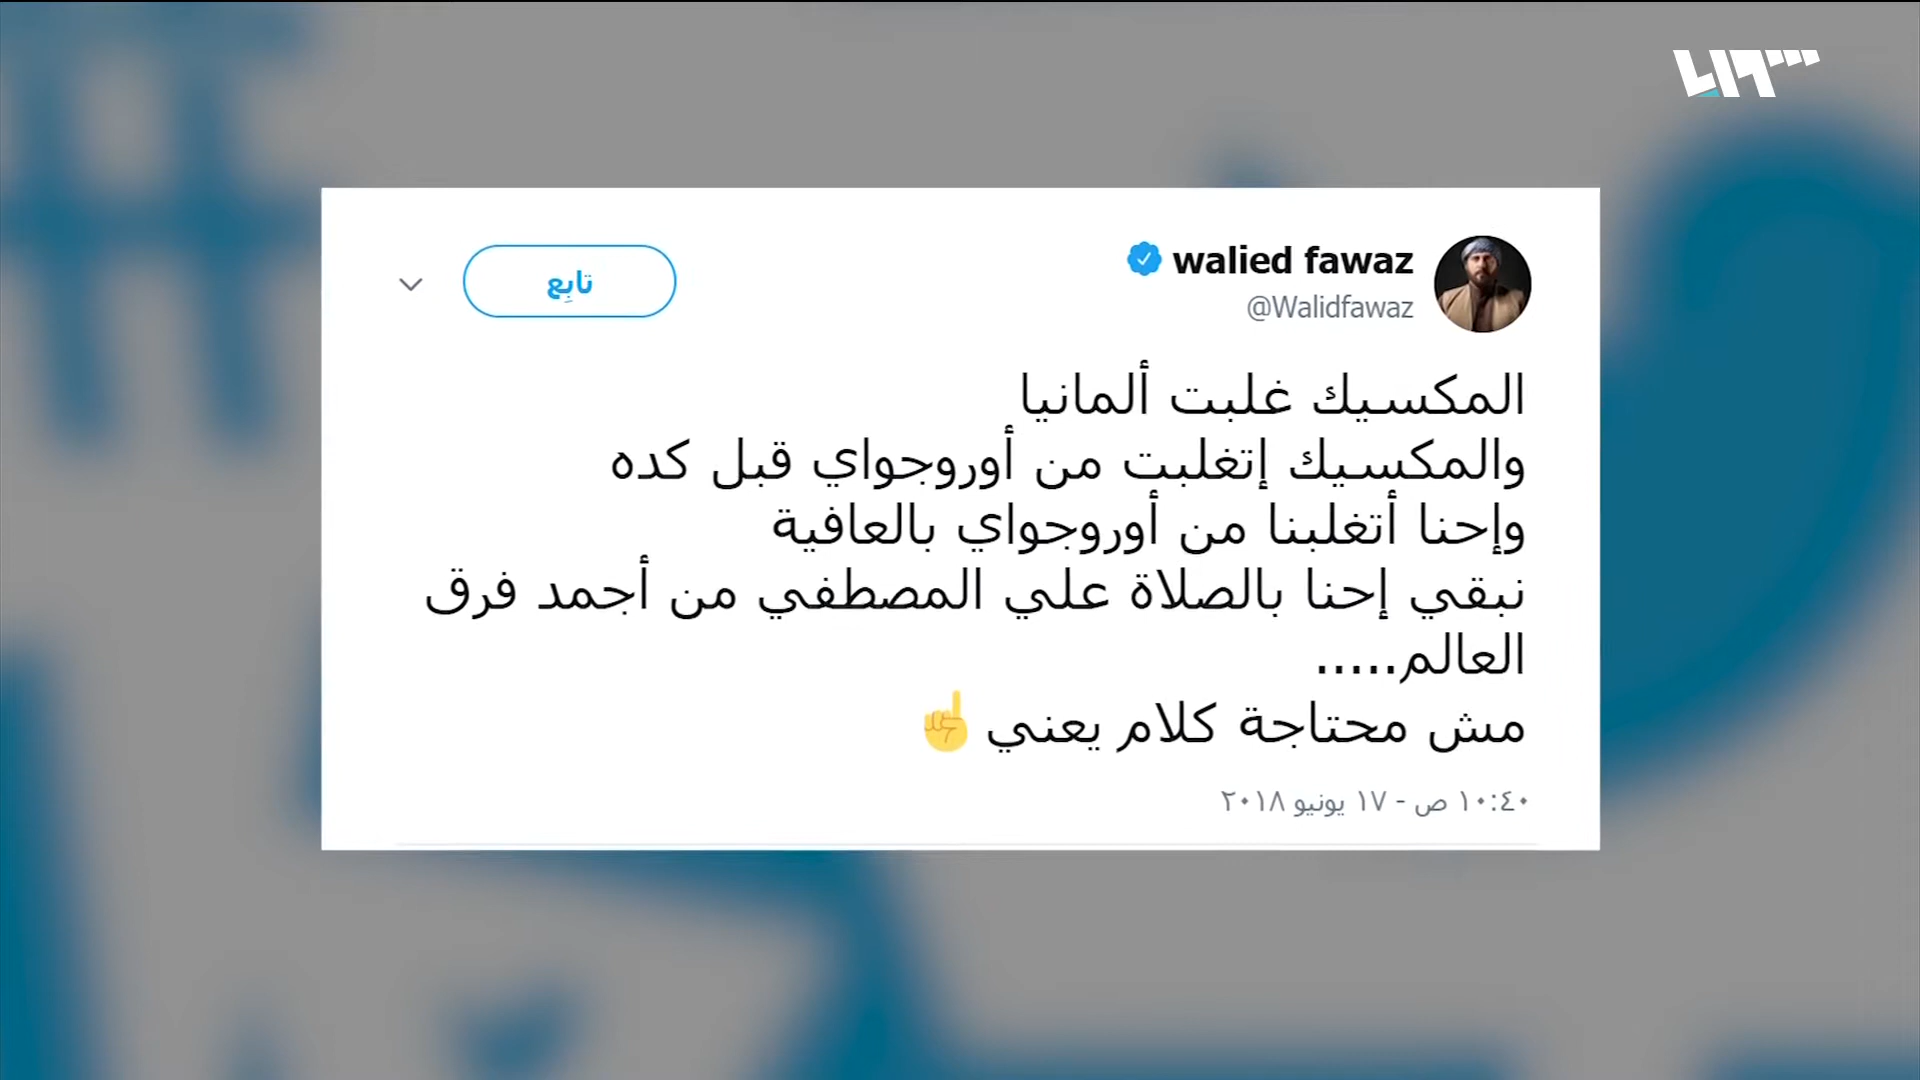 walied fawaz
@Walidfawaz
تابِع
المكسيك غلبت ألمانيا
والمكسيك إتغلبت من أوروجواي قبل كده
وإحنا أتغلبنا من أوروجواي بالعافية
نبقي إحنا بالصلاة علي المصطفي من أجمد فرق
العالم.....
مش محتاجة كلام يعني☝
١٠:٤٠ ص - ١٧ يونيو ٢٠١٨